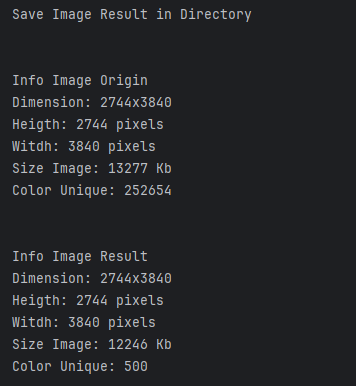 Save Image Result in Directory
Info Image Origin
Dimension: 2744x3840
Heigth: 2744 pixels
Witdh: 3840 pixels
Size Image: 13277 Kb
Color Unique: 252654
Info Image Result
Dimension: 2744x3840
Heigth: 2744 pixels
Witdh: 3840 pixels
Size Image: 12246 Kb
Color Unique: 500